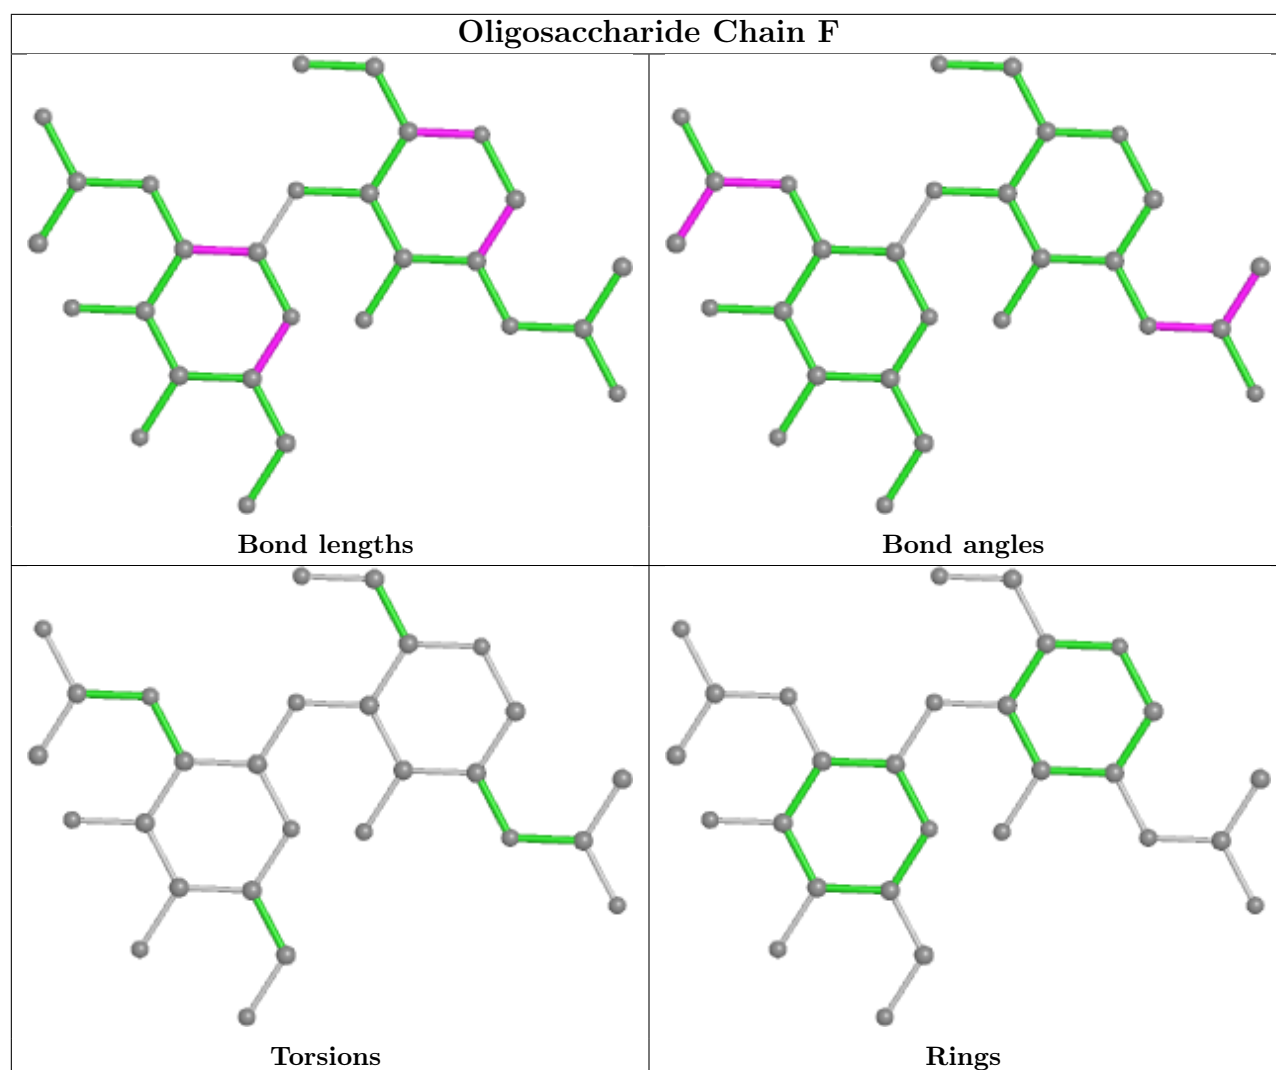 Oligosaccharide Chain F
Bond lengths
Bond angles
Torsions
Rings